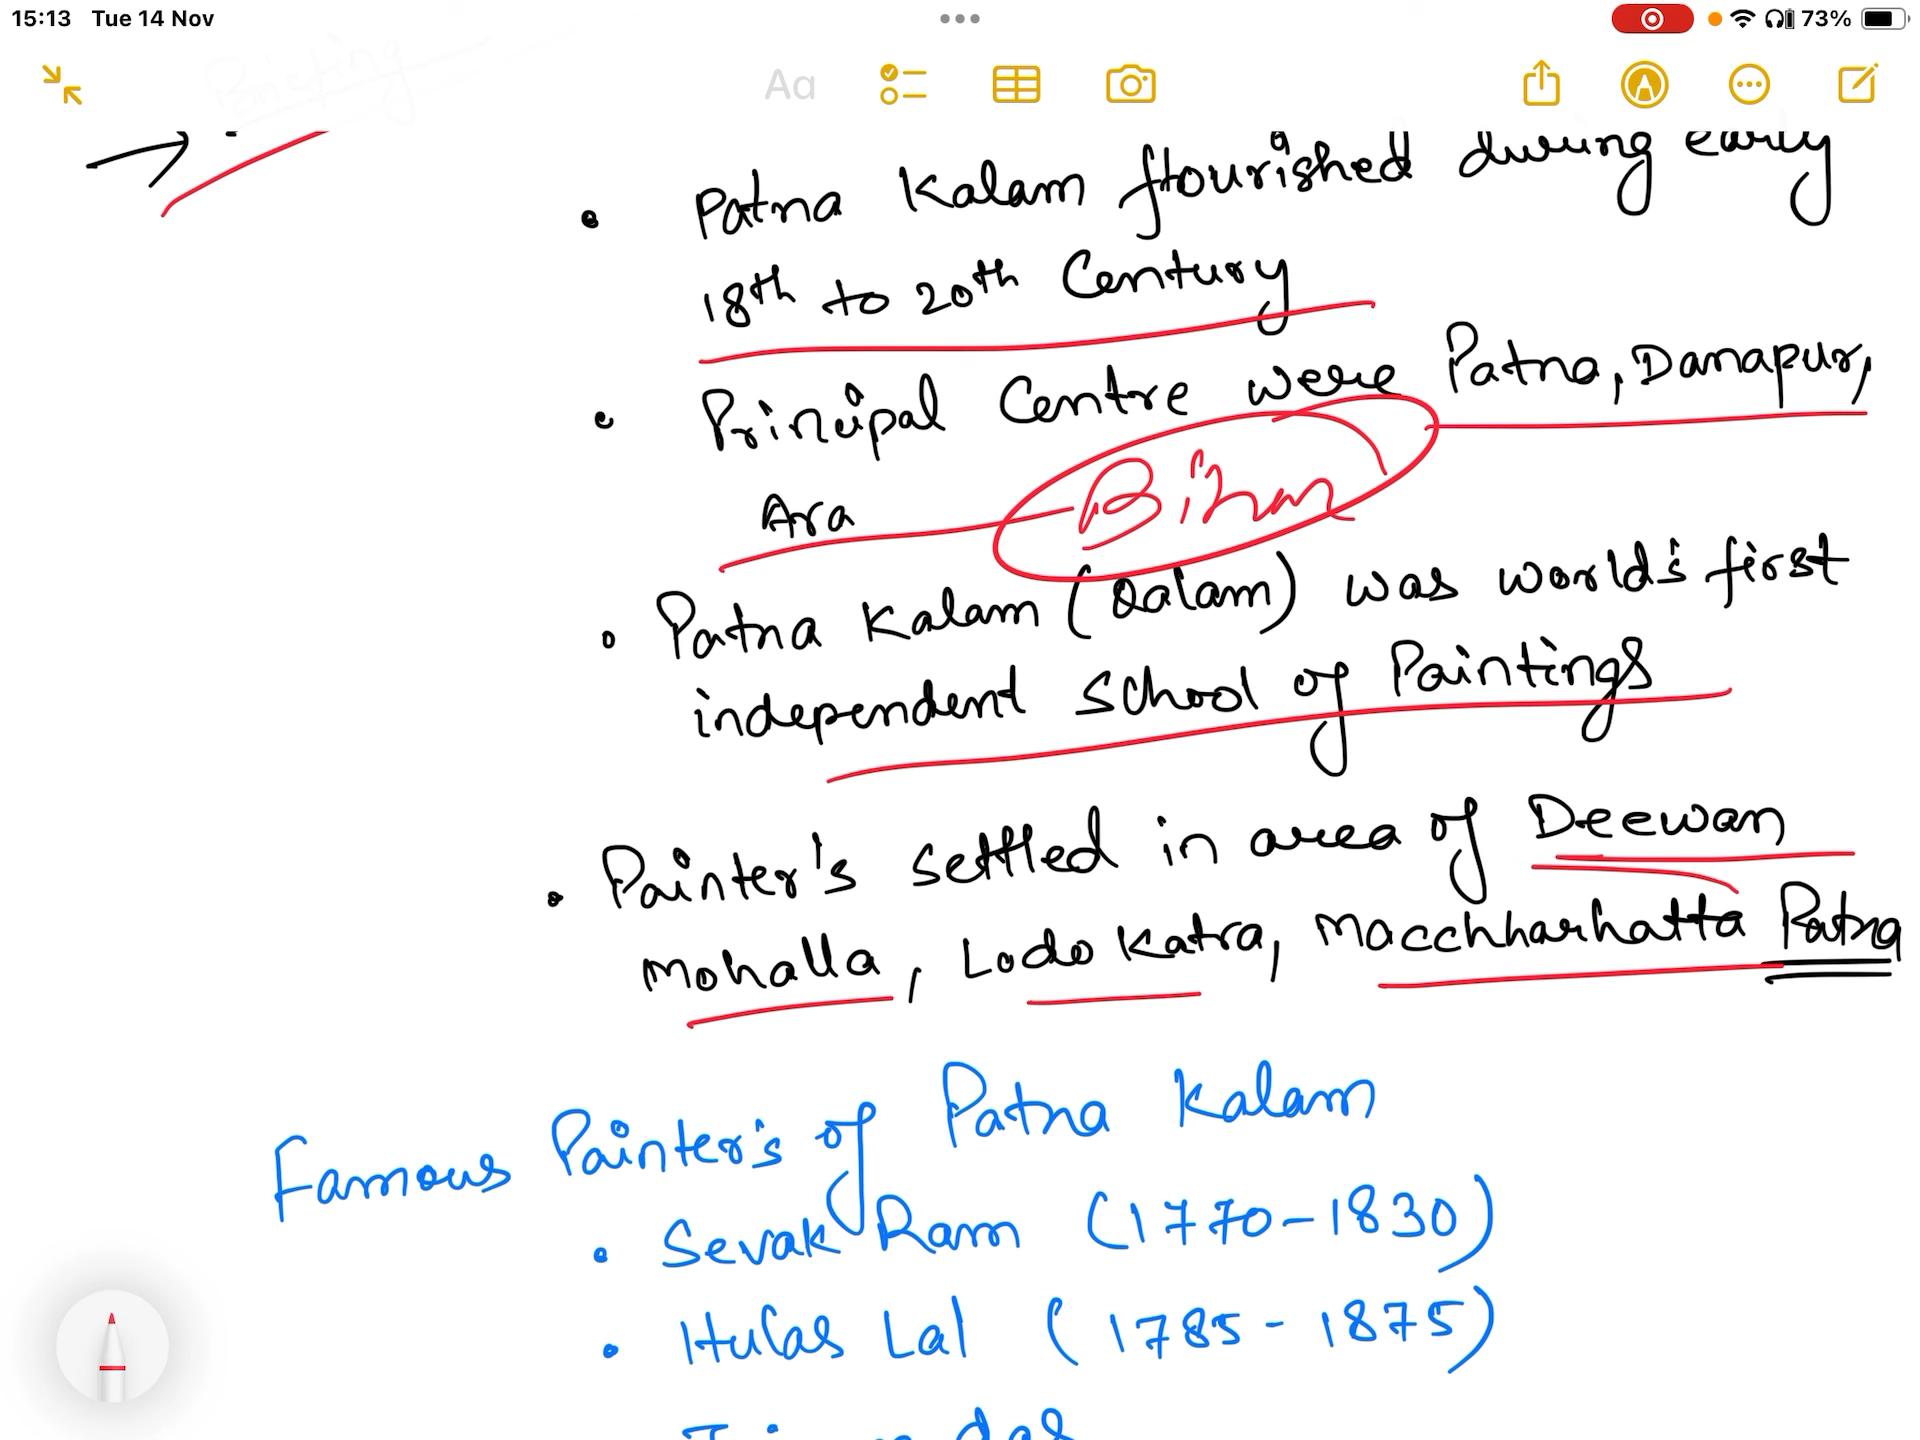 15:13 Tue 14 Nov
73%
Briefing
Aa
• Patna Kalam flourished during early
18th to 20th Century
• Principal Centre were Patna, Danapur,
Ara Bihar
• Patna Kalam (Qalam) was world's first
independent school of Paintings
• Painter's settled in area of Deewan
Mohalla, Lodo Katra, Macchharhatta Patna
Famous Painter's of Patna Kalam
• Sevak Ram (1770-1830)
• Hulas Lal (1785-1875)